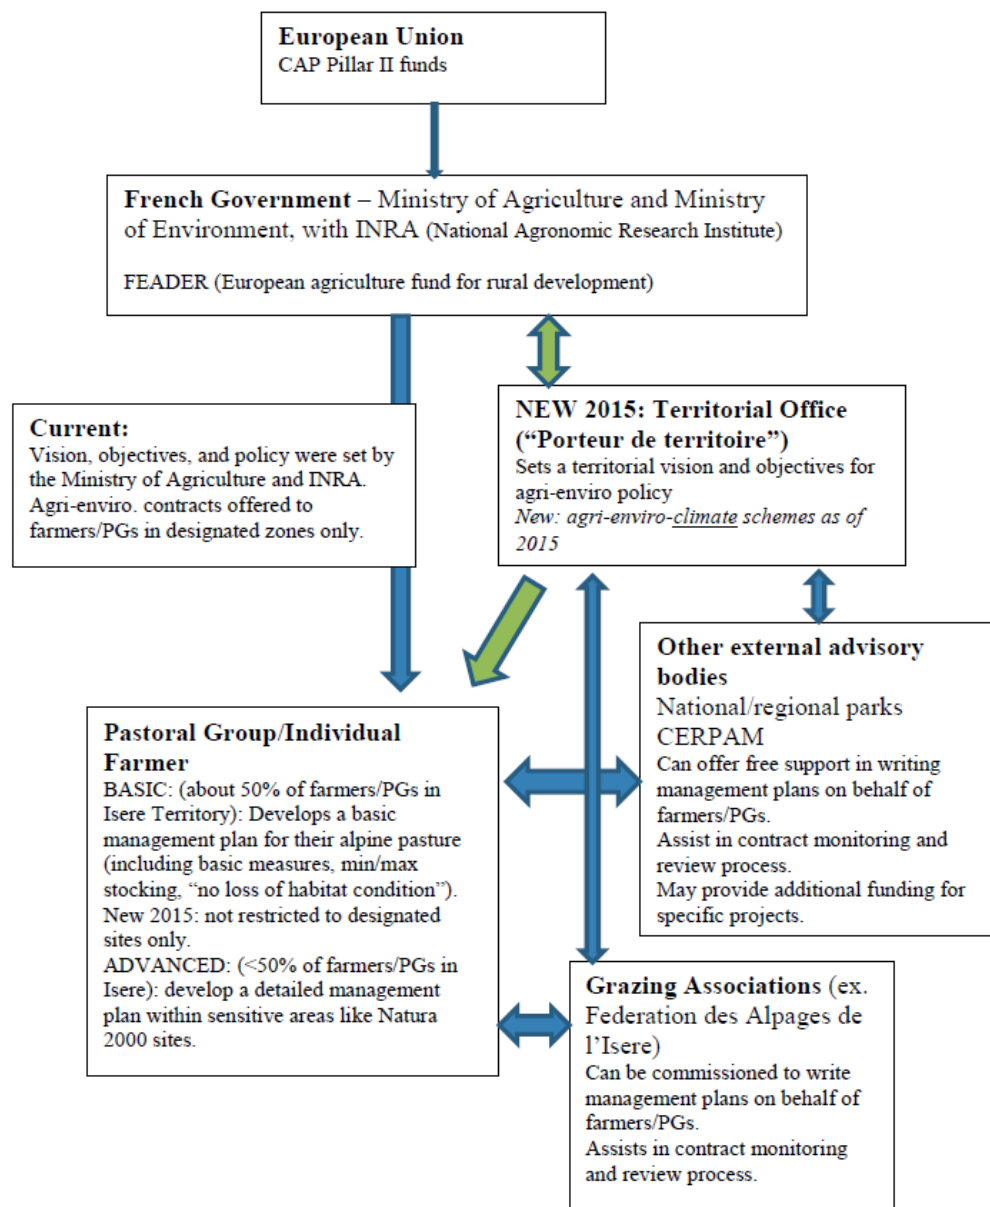 European Union
CAP Pillar II funds
French Government – Ministry of Agriculture and Ministry
of Environment, with INRA (National Agronomic Research Institute)
FEADER (European agriculture fund for rural development)
Current:
Vision, objectives, and policy were set by
the Ministry of Agriculture and INRA.
Agri-enviro. contracts offered to
farmers/PGs in designated zones only.
NEW 2015: Territorial Office
(“Porteur de territoire”)
Sets a territorial vision and objectives for
agri-enviro policy
New: agri-enviro-climate schemes as of
2015
Other external advisory
bodies
National/regional parks
CERPAM
Can offer free support in writing
management plans on behalf of
farmers/PGs.
Assist in contract monitoring and
review process.
May provide additional funding for
specific projects.
Pastoral Group/Individual
Farmer
BASIC: (about 50% of farmers/PGs in
Isere Territory): Develops a basic
management plan for their alpine pasture
(including basic measures, min/max
stocking, “no loss of habitat condition”).
New 2015: not restricted to designated
sites only.
ADVANCED: (<50% of farmers/PGs in
Isere): develop a detailed management
plan within sensitive areas like Natura
2000 sites.
Grazing Associations (ex.
Federation des Alpages de
l’Isere)
Can be commissioned to write
management plans on behalf of
farmers/PGs.
Assists in contract monitoring
and review process.